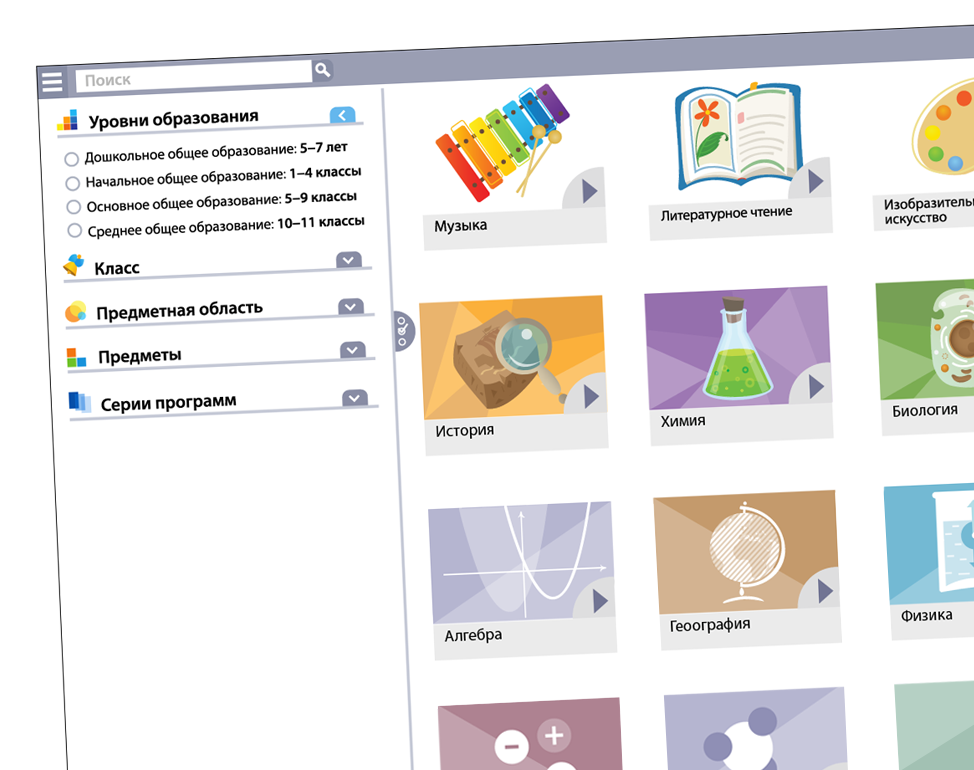 Поиск
Уровни образования
Дошкольное общее образование: 5–7 лет
Начальное общее образование: 1–4 классы
Основное общее образование: 5–9 классы
Среднее общее образование: 10–11 классы
Класс
Предметная область
Предметы
Серии программ
Музыка
Литературное чтение
Изобразитель
искусство
История
Химия
Биология
Алгебра
Геоография
Физика